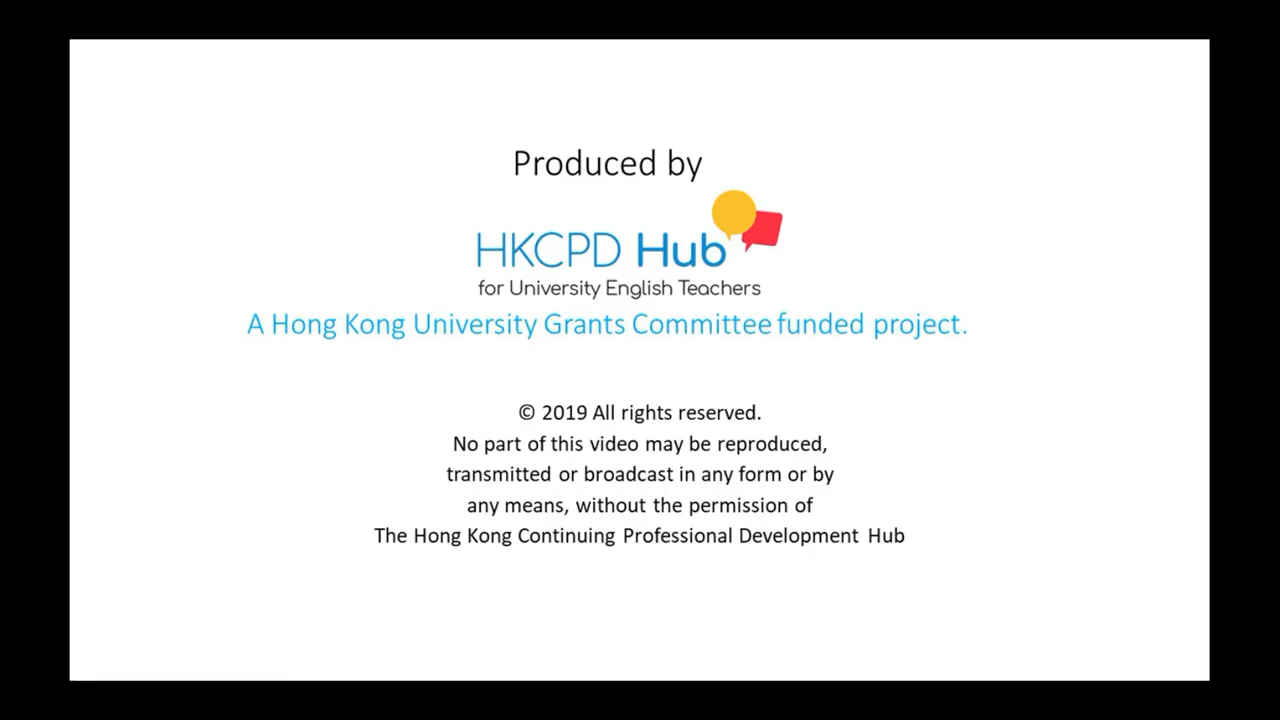 Produced by
HKCPD Hub
for University English Teachers
A Hong Kong University Grants Committee funded project.
© 2019 All rights reserved.
No part of this video may be reproduced,
transmitted or broadcast in any form or by
any means, without the permission of
The Hong Kong Continuing Professional Development Hub